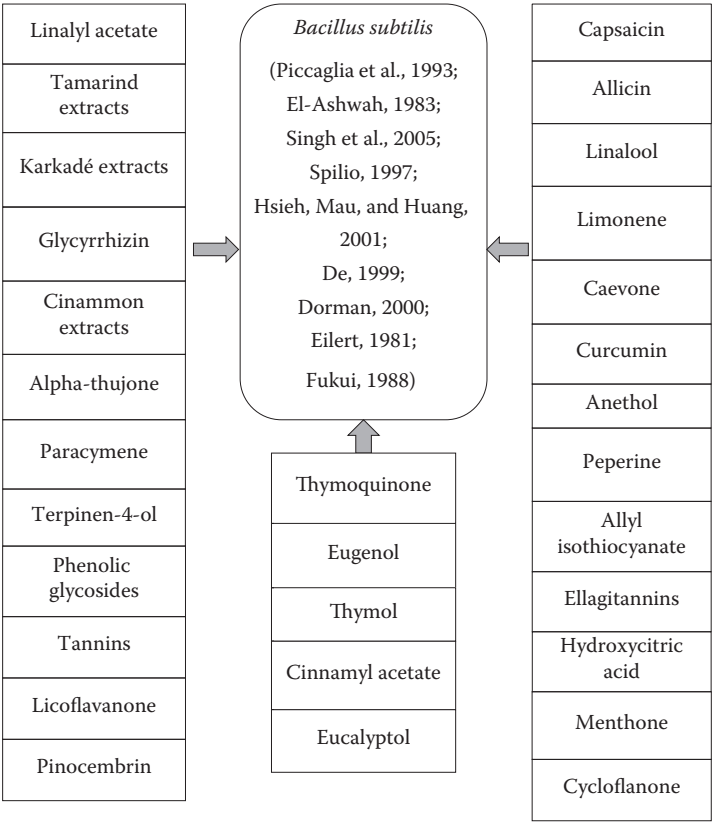 Linalyl acetate
Tamarind
extracts
Karkadé extracts
Glycyrrhizin
Cinammon
extracts
Alpha-thujone
Paracymene
Terpinen-4-ol
Phenolic
glycosides
Tannins
Licoflavanone
Pinocembrin
Bacillus subtilis
(Piccaglia et al., 1993;
El-Ashwah, 1983;
Singh et al., 2005;
Spilio, 1997;
Hsieh, Mau, and Huang,
2001;
De, 1999;
Dorman, 2000;
Eilert, 1981;
Fukui, 1988)
Thymoquinone
Eugenol
Thymol
Cinnamyl acetate
Eucalyptol
Capsaicin
Allicin
Linalool
Limonene
Caevone
Curcumin
Anethol
Peperine
Allyl
isothiocyanate
Ellagitannins
Hydroxycitric
acid
Menthone
Cycloflanone